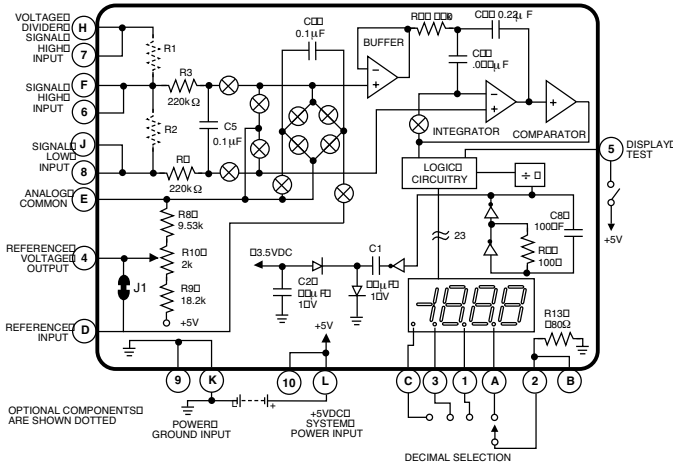 VOLTAGE
DIVIDER
SIGNAL
HIGH
INPUT
H
7
R1
SIGNAL
HIGH
INPUT
F
6
R3
220kΩ
R2
C5
0.1μF
SIGNAL
LOW
INPUT
J
8
220kΩ
ANALOG
COMMON
E
0.1μF
BUFFER
0.22μF
INTEGRATOR
COMPARATOR
LOGIC
CIRCUITRY
5
DISPLAY
TEST
+5V
23
R8
9.53k
REFERENCE
VOLTAGE
OUTPUT
4
R10
2k
J1
R9
18.2k
+5V
REFERENCE
INPUT
D
3.5VDC
C1
C2
C8
100
-1888
R13
80Ω
+5V
9
K
10
L
C
3
1
A
2
B
OPTIONAL COMPONENTS
ARE SHOWN DOTTED
POWER
GROUND INPUT
- +
+5VDC
SYSTEM
POWER INPUT
DECIMAL SELECTION